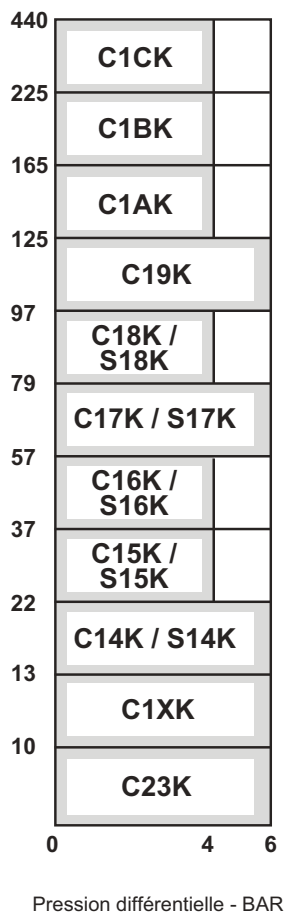 440
C1CK
225
C1BK
165
C1AK
125
C19K
97
C18K /
S18K
79
C17K / S17K
57
C16K /
S16K
37
C15K /
S15K
22
C14K / S14K
13
C1XK
10
C23K
0 4 6
Pression différentielle - BAR